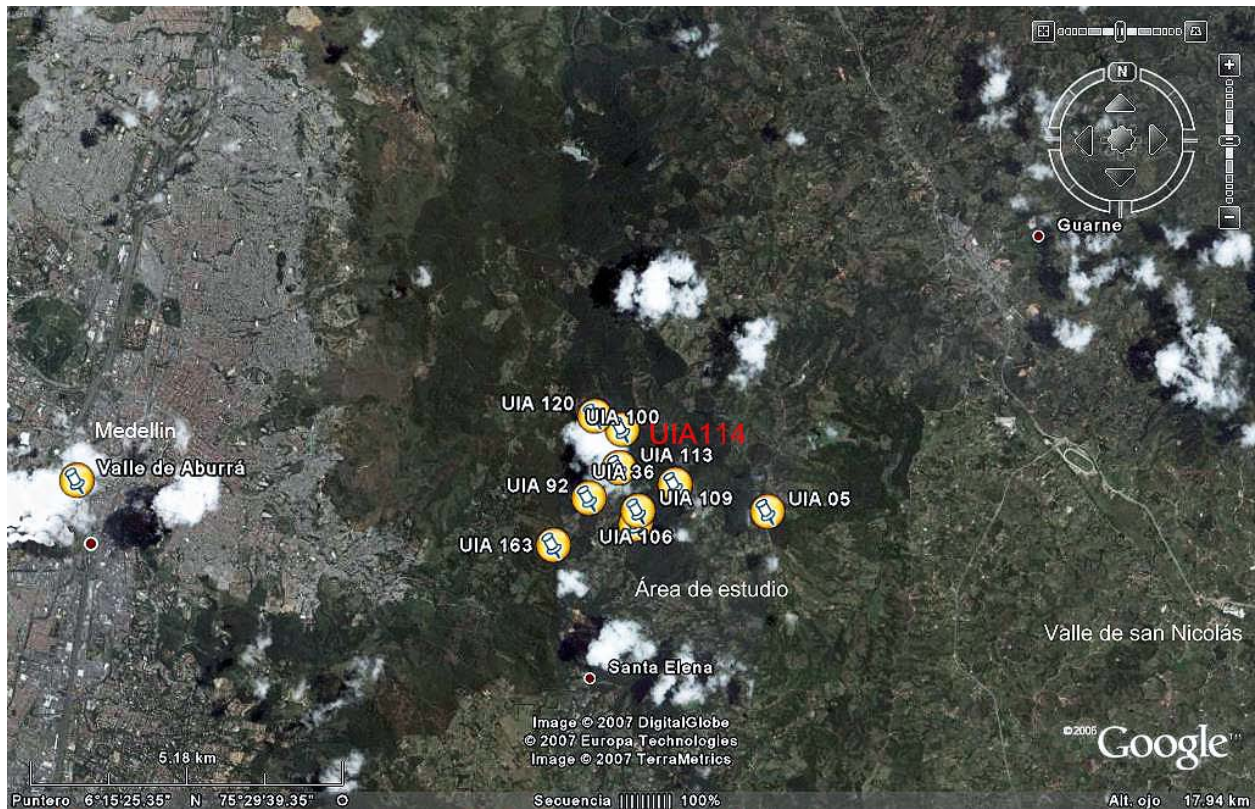 N
Guarne
UIA 120
UIA 100
UIA114
Medellin
UIA 113
Valle de Aburrá
UIA 36
UIA 92
UIA 109
UIA.05
UIA 106
UIA 163
Área de estudio
Valle de san Nicolás
Santa Elena
Image © 2007 DigitalGlobe
© 2007 Europa Technologies
Image © 2007 TerraMetrics
©2005 Google™
5.18 km
Puntero 6°15'25.35" N 75°29'39.35" O Secuencia 100% Alt. ojo 17.94 km